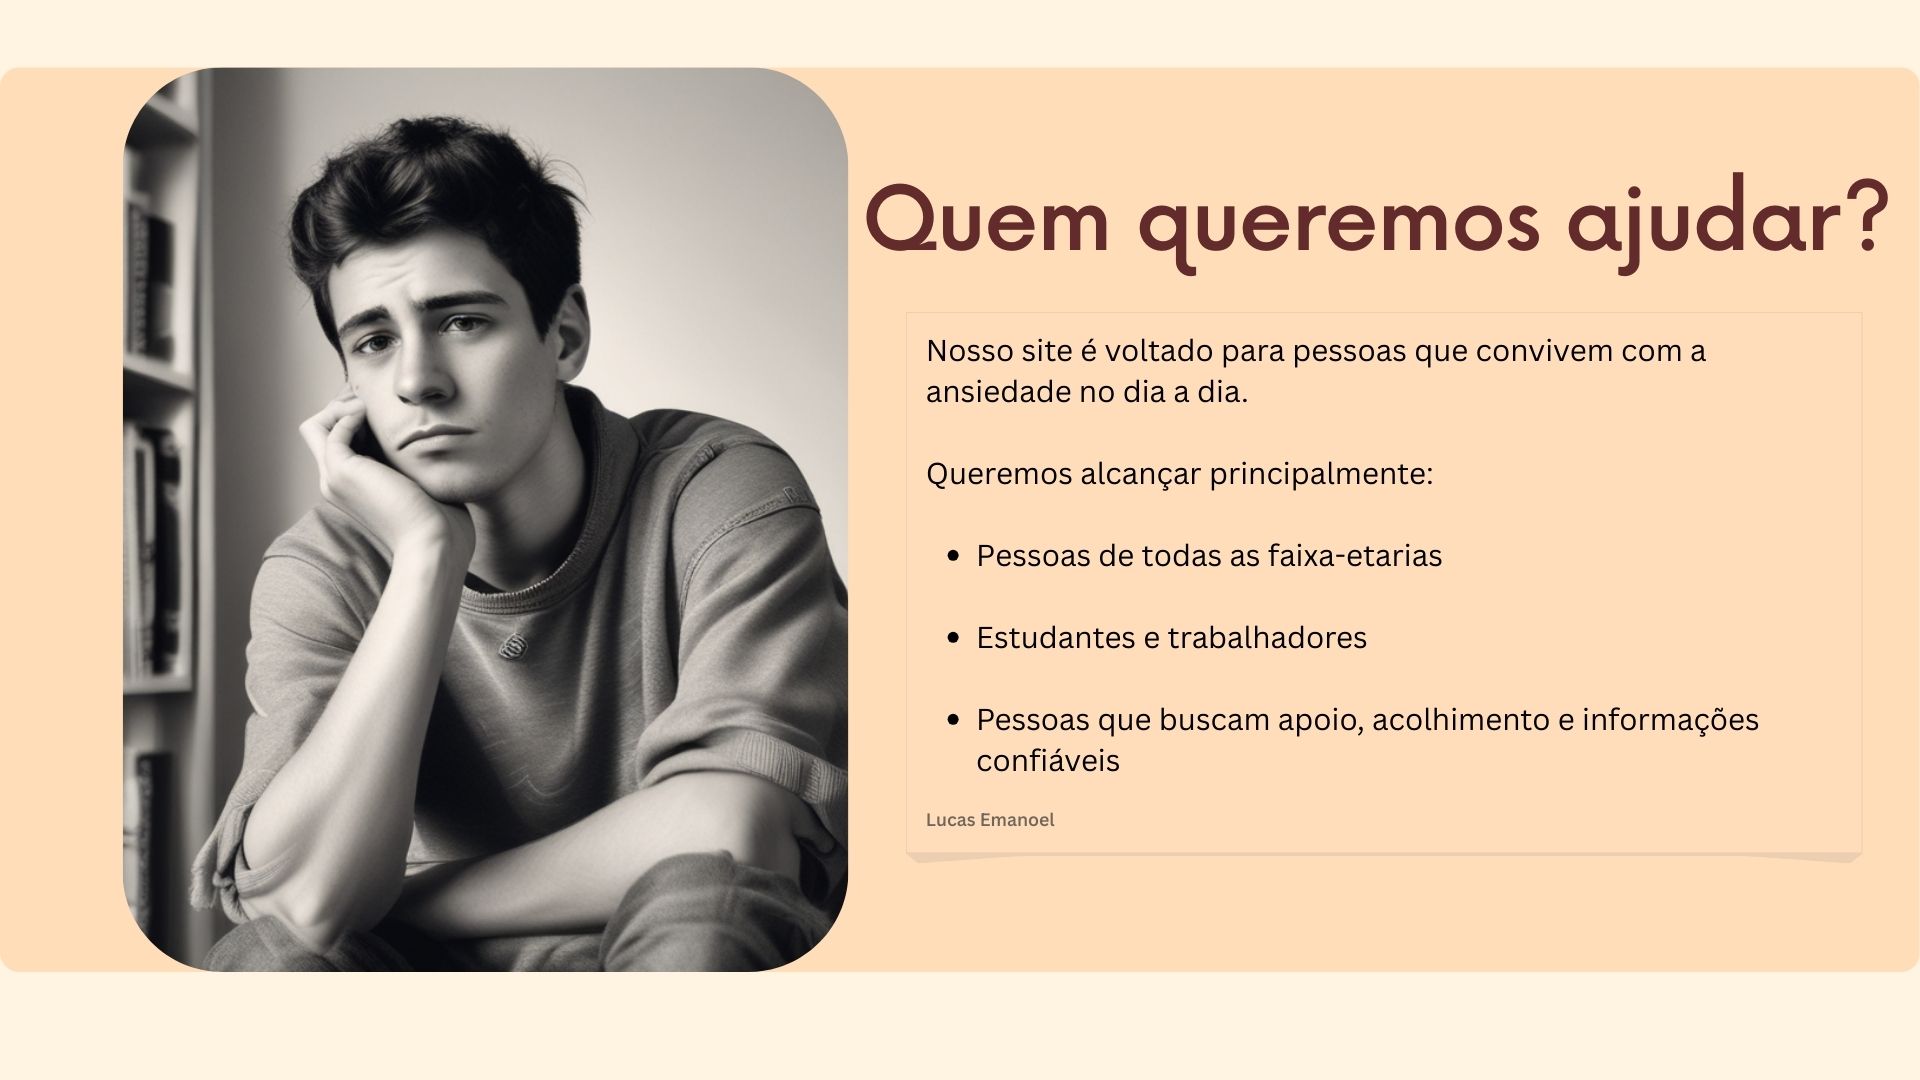 Quem queremos ajudar?
Nosso site é voltado para pessoas que convivem com a
ansiedade no dia a dia.
Queremos alcançar principalmente:
• Pessoas de todas as faixa-etarias
• Estudantes e trabalhadores
• Pessoas que buscam apoio, acolhimento e informações
confiáveis
Lucas Emanoel